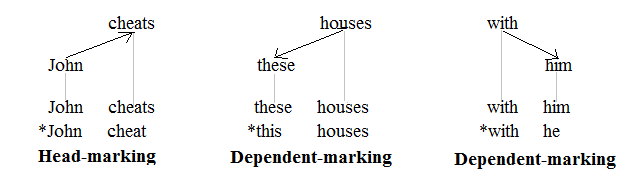 cheats houses with
John these him
John cheats these houses with him
*John cheat *this houses *with he
Head-marking Dependent-marking Dependent-marking